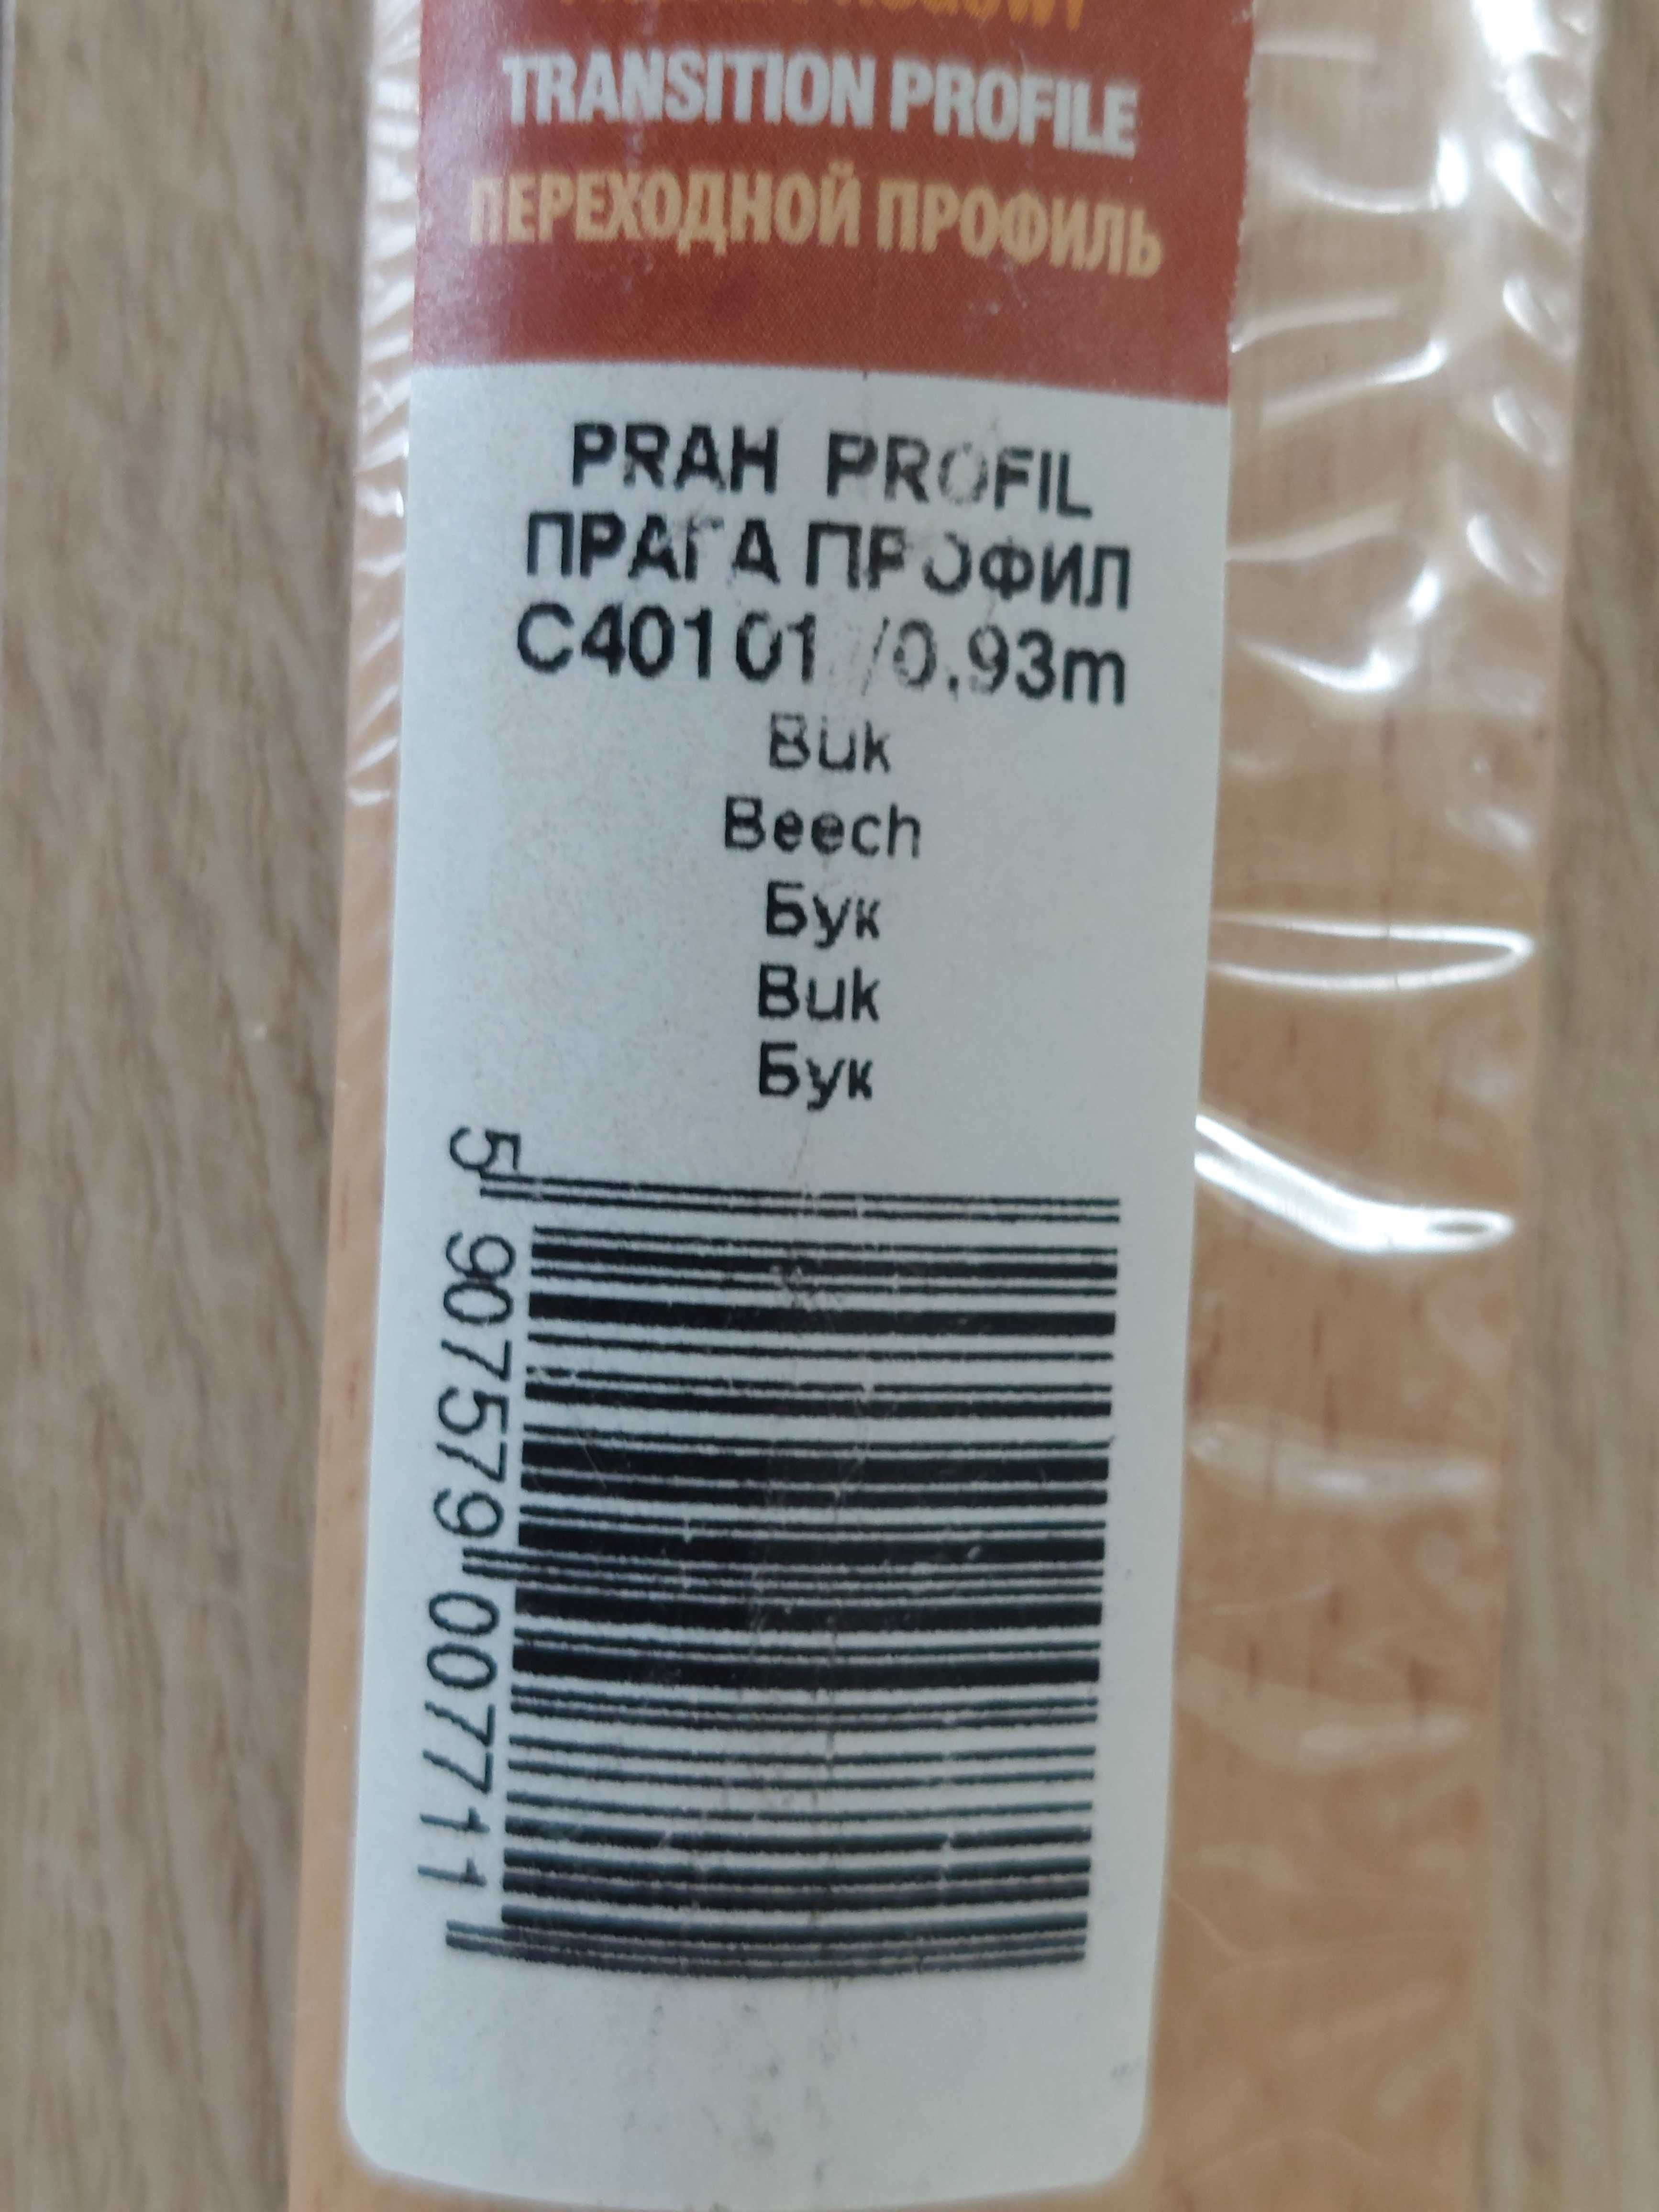 TRANSITION PROFILE
ПЕРЕХОДНОЙ ПРОФИЛЬ
PRAH PROFIL
ПРАГА ПРОФИЛ
C40101 /0.93m
Buk
Beech
Бук
Buk
Бук
5 907579 007711